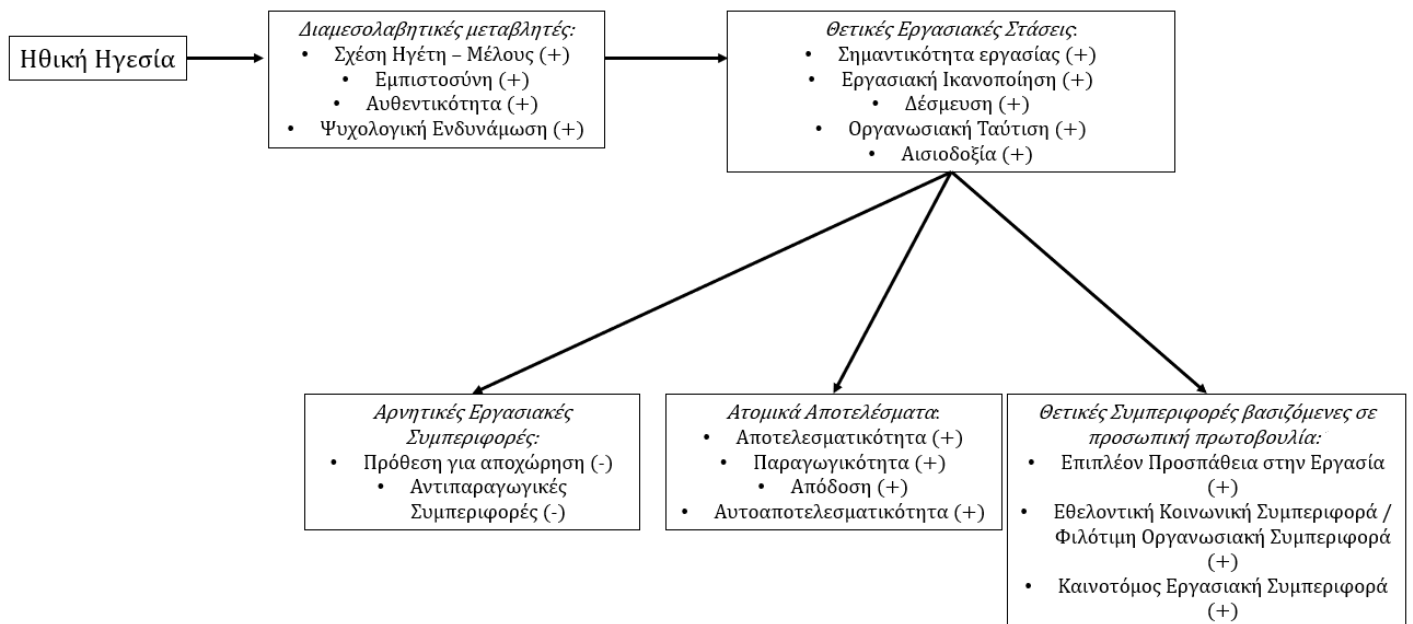 Ηθική Ηγεσία
Διαμεσολαβητικές μεταβλητές:
• Σχέση Ηγέτη – Μέλους (+)
• Εμπιστοσύνη (+)
• Αυθεντικότητα (+)
• Ψυχολογική Ενδυνάμωση (+)
Θετικές Εργασιακές Στάσεις:
• Σημαντικότητα εργασίας (+)
• Εργασιακή Ικανοποίηση (+)
• Δέσμευση (+)
• Οργανωσιακή Ταύτιση (+)
• Αισιοδοξία (+)
Αρνητικές Εργασιακές
Συμπεριφορές:
• Πρόθεση για αποχώρηση (-)
• Αντιπαραγωγικές
Συμπεριφορές (-)
Ατομικά Αποτελέσματα:
• Αποτελεσματικότητα (+)
• Παραγωγικότητα (+)
• Απόδοση (+)
• Αυτοαποτελεσματικότητα (+)
Θετικές Συμπεριφορές βασιζόμενες σε
προσωπική πρωτοβουλία:
• Επιπλέον Προσπάθεια στην Εργασία
(+)
• Εθελοντική Κοινωνική Συμπεριφορά /
Φιλότιμη Οργανωσιακή Συμπεριφορά
(+)
• Καινοτόμος Εργασιακή Συμπεριφορά
(+)